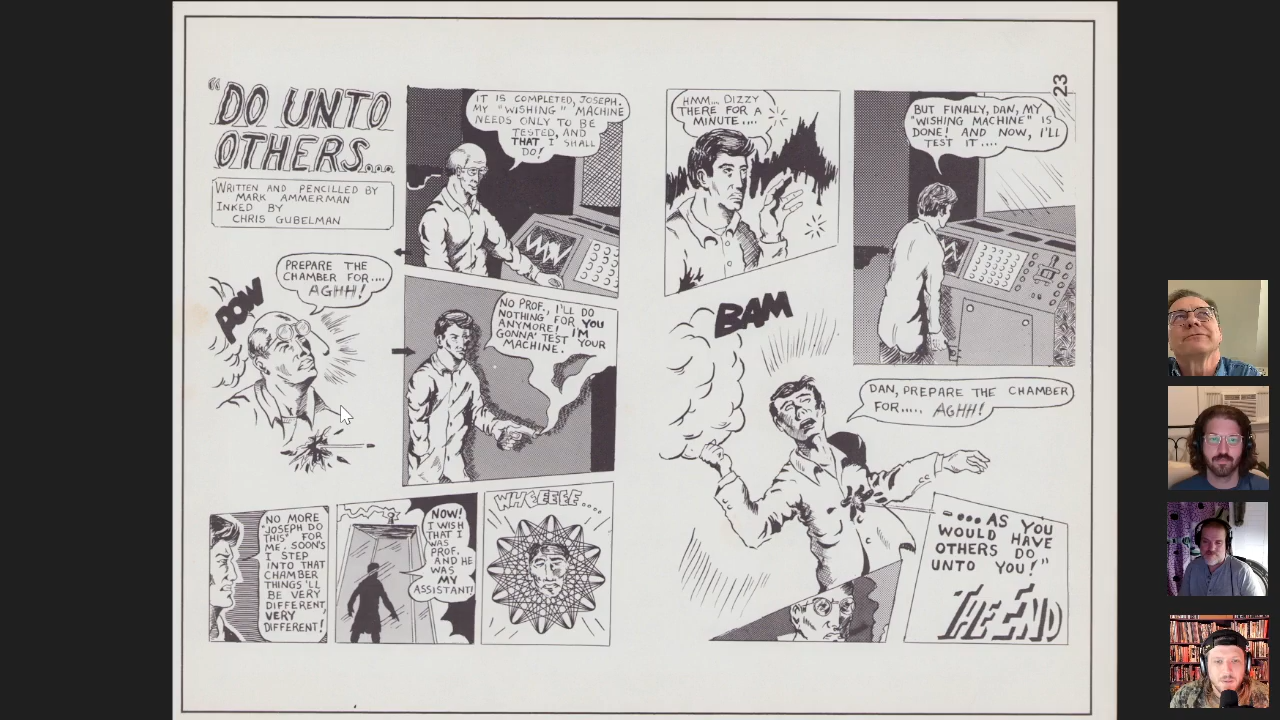 "DO UNTO
OTHERS...
WRITTEN AND PENCILLED BY
MARK AMMERMAN
INKED BY
CHRIS GUBELMAN
IT IS COMPLETED, JOSEPH.
MY "WISHING" MACHINE
NEEDS ONLY TO BE
TESTED, AND
THAT I SHALL
DO!
POW
PREPARE THE
CHAMBER FOR....
AGHH!
NO PROF., I'LL DO
NOTHING FOR YOU
ANYMORE! I'M
GONNA' TEST YOUR
MACHINE.
NO MORE
"JOSEPH DO
THIS" FOR
ME. SOON'S
I STEP
INTO THAT
CHAMBER
THINGS'LL
BE VERY
DIFFERENT
VERY
DIFFERENT!
NOW!
I WISH
THAT I
WAS
PROF.
AND HE
WAS
MY
ASSISTANT!
WHEEEEE....
HMM... DIZZY
THERE FOR A
MINUTE....
23
BUT FINALLY, DAN, MY
"WISHING MACHINE" IS
DONE! AND NOW, I'LL
TEST IT....
BAM
DAN, PREPARE THE CHAMBER
FOR..... AGHH!
-...AS YOU
WOULD HAVE
OTHERS DO
UNTO YOU!"
THE END